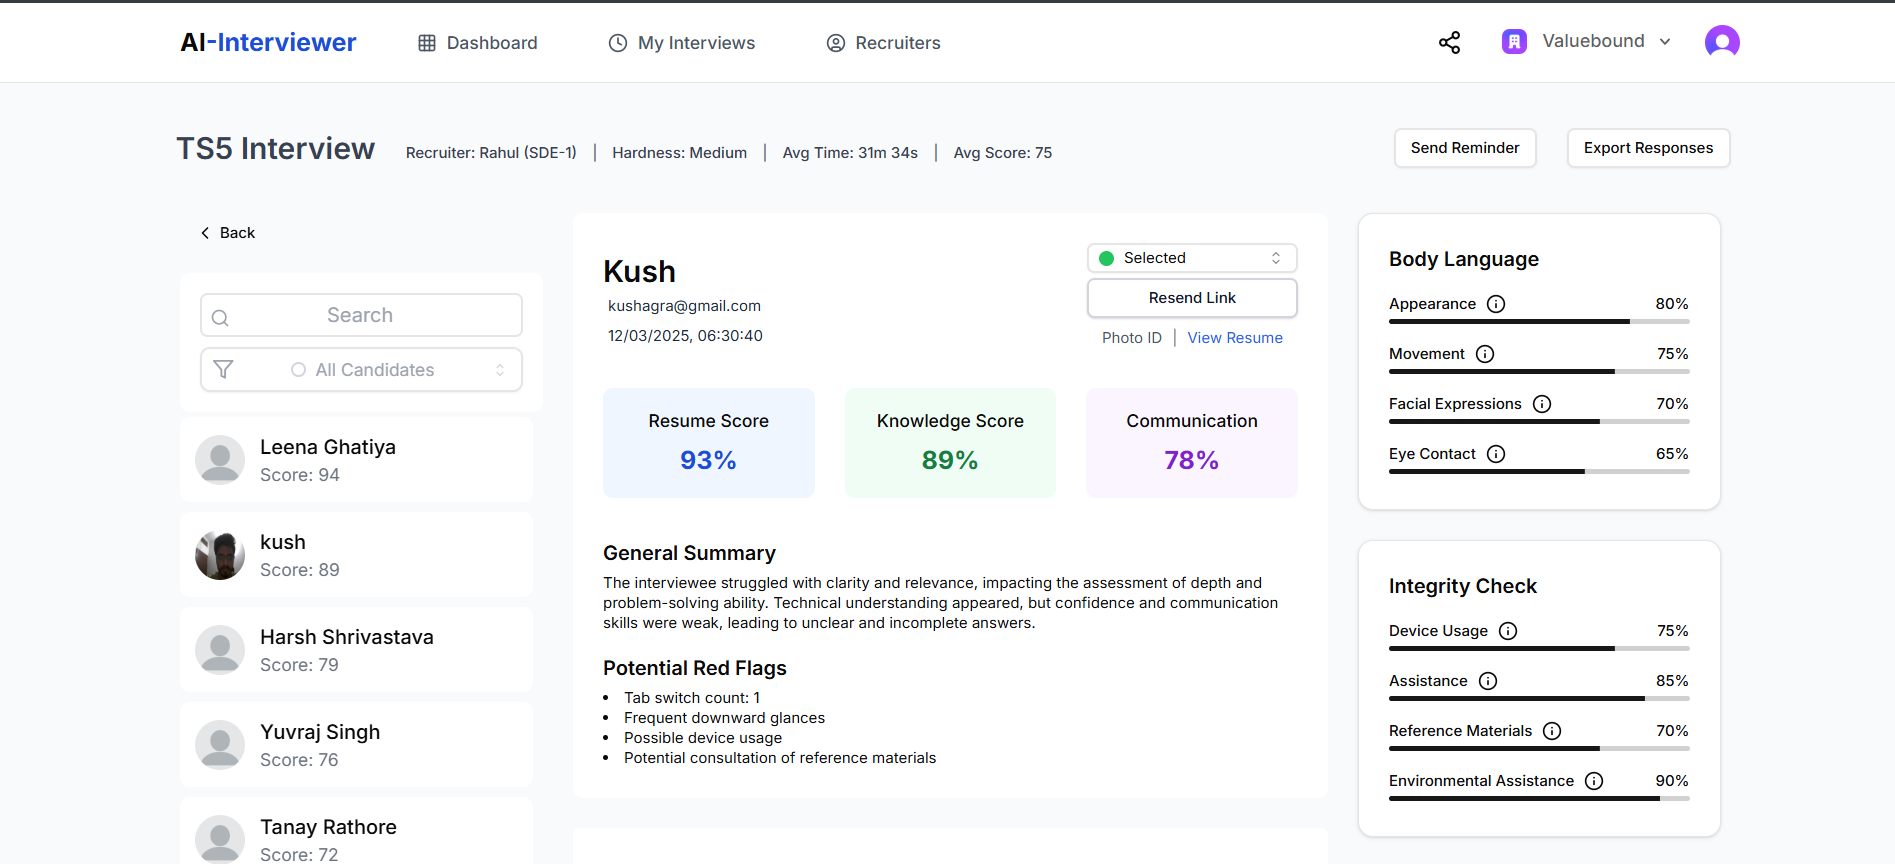 AI-Interviewer
Dashboard
My Interviews
Recruiters
Valuebound
TS5 Interview
Recruiter: Rahul (SDE-1) | Hardness: Medium | Avg Time: 31m 34s | Avg Score: 75
Send Reminder
Export Responses
Back
Search
All Candidates
Leena Ghatiya
Score: 94
kush
Score: 89
Harsh Shrivastava
Score: 79
Yuvraj Singh
Score: 76
Tanay Rathore
Score: 72
Kush
kushagra@gmail.com
12/03/2025, 06:30:40
Selected
Resend Link
Photo ID | View Resume
Resume Score
93%
Knowledge Score
89%
Communication
78%
General Summary
The interviewee struggled with clarity and relevance, impacting the assessment of depth and
problem-solving ability. Technical understanding appeared, but confidence and communication
skills were weak, leading to unclear and incomplete answers.
Potential Red Flags
• Tab switch count: 1
• Frequent downward glances
• Possible device usage
• Potential consultation of reference materials
Body Language
Appearance 80%
Movement 75%
Facial Expressions 70%
Eye Contact 65%
Integrity Check
Device Usage 75%
Assistance 85%
Reference Materials 70%
Environmental Assistance 90%